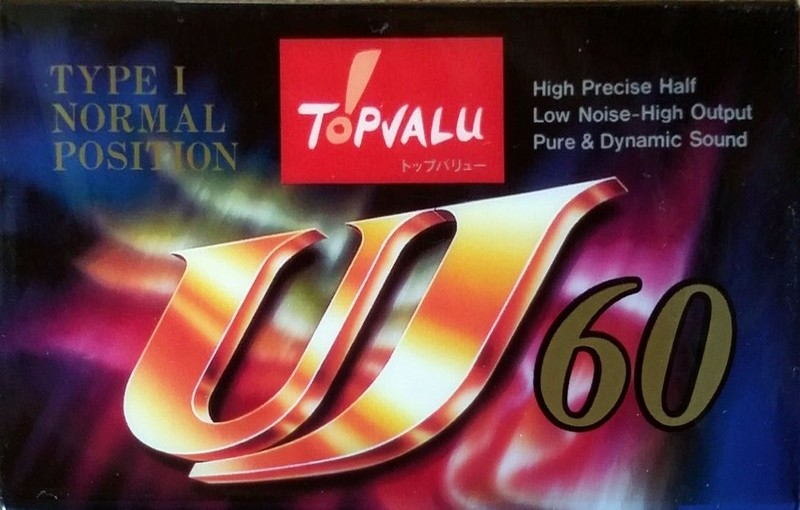 TYPE I
NORMAL
POSITION
TOPVALU
トップバリュー
High Precise Half
Low Noise-High Output
Pure & Dynamic Sound
UJ
60